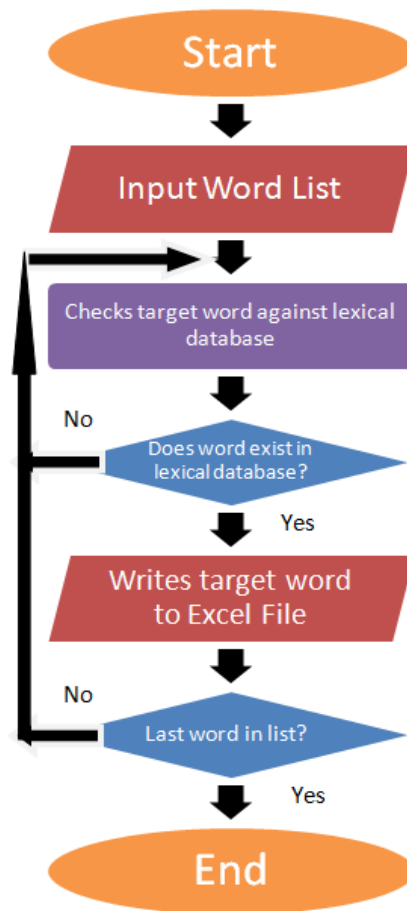 Start
Input Word List
Checks target word against lexical
database
No
Does word exist in
lexical database?
Yes
Writes target word
to Excel File
No
Last word in list?
Yes
End